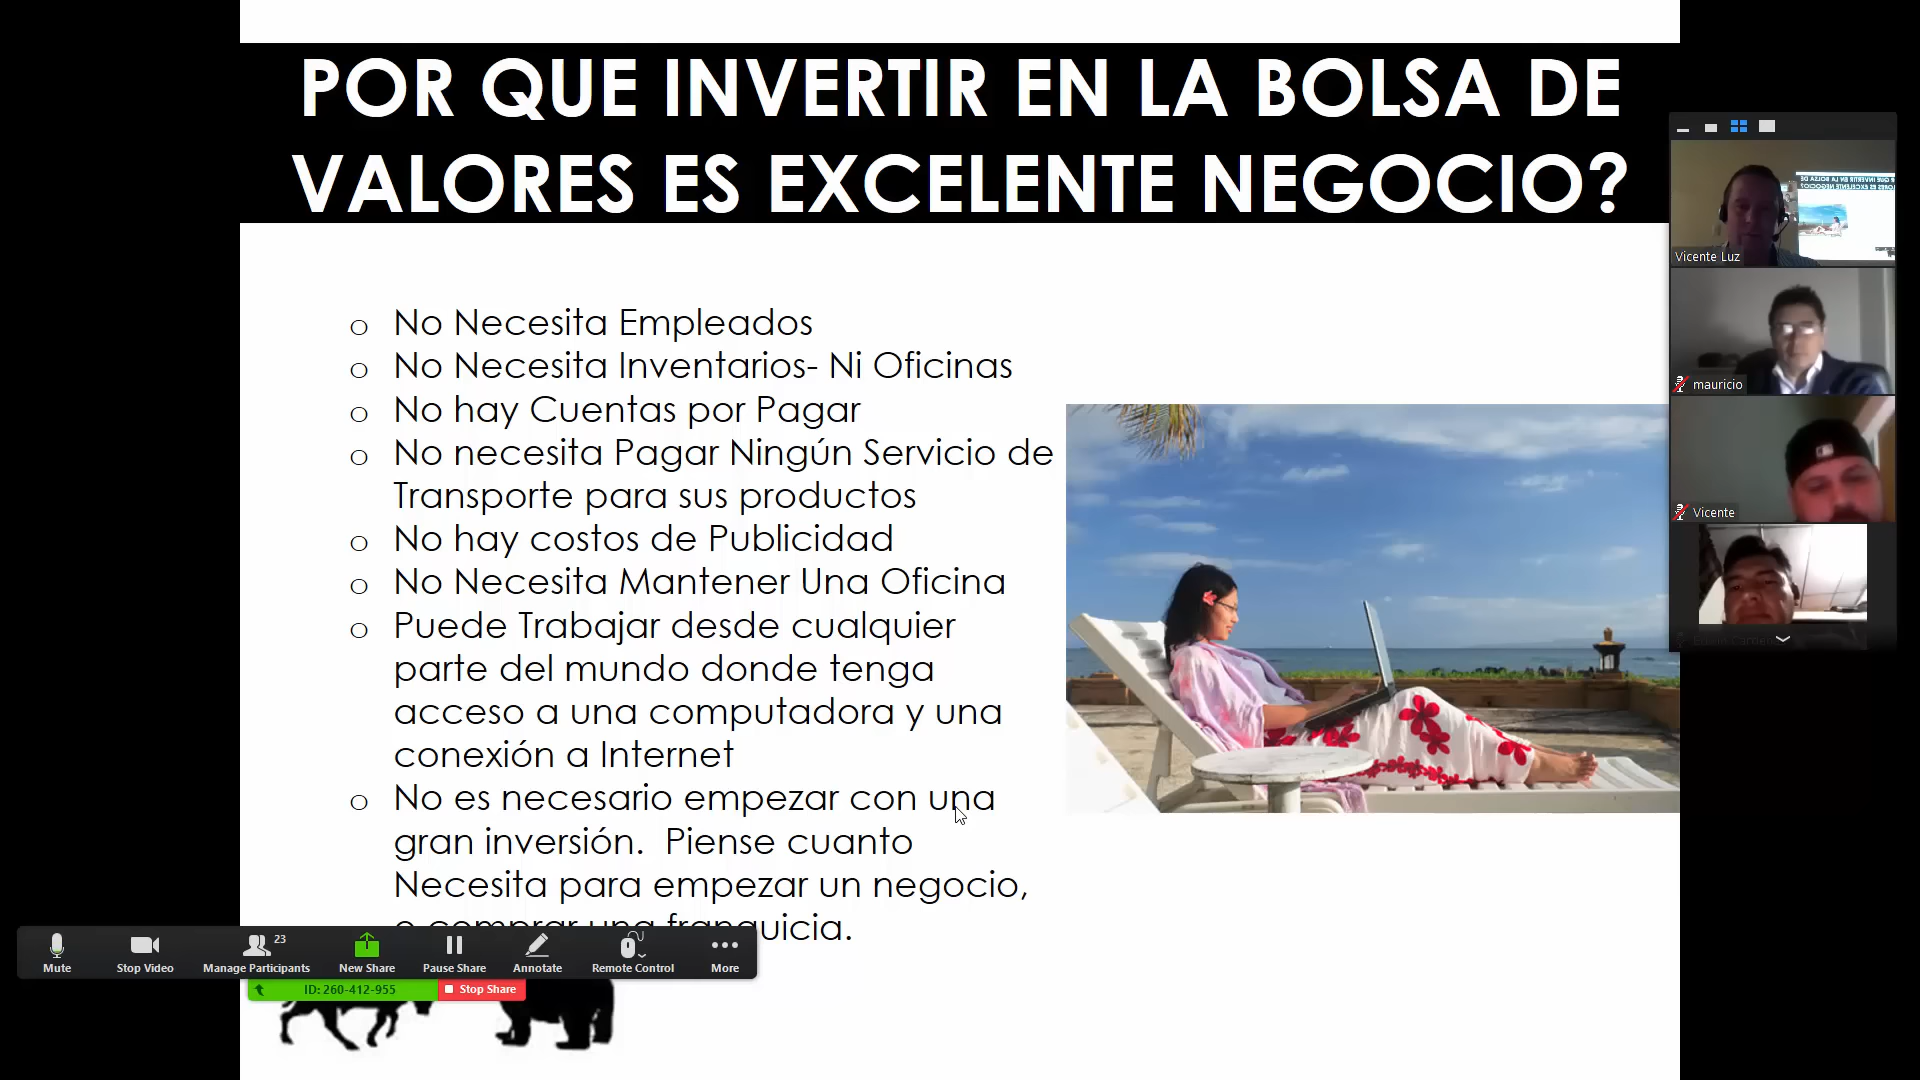 POR QUE INVERTIR EN LA BOLSA DE
VALORES ES EXCELENTE NEGOCIO?
o No Necesita Empleados
o No Necesita Inventarios- Ni Oficinas
o No hay Cuentas por Pagar
o No necesita Pagar Ningún Servicio de
Transporte para sus productos
o No hay costos de Publicidad
o No Necesita Mantener Una Oficina
o Puede Trabajar desde cualquier
parte del mundo donde tenga
acceso a una computadora y una
conexión a Internet
o No es necesario empezar con una
gran inversión. Piense cuanto
Necesita para empezar un negocio,
o comprar una franquicia.
Vicente Luz
mauricio
Vicente
23
Mute
Stop Video
Manage Participants
New Share
Pause Share
Annotate
Remote Control
More
ID: 260-412-955
Stop Share